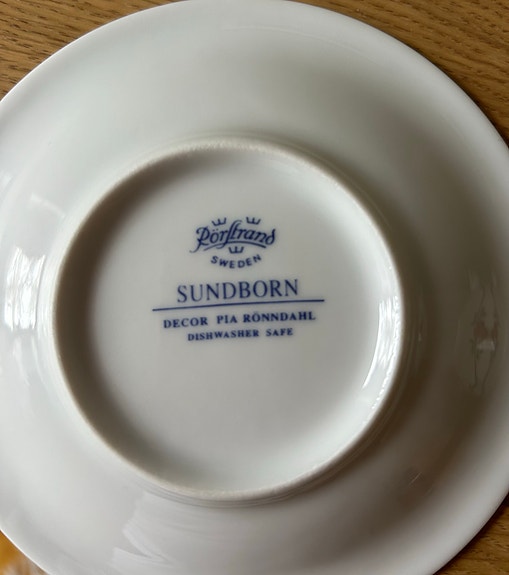 Rörstrand
SWEDEN
SUNDBORN
DECOR PIA RÖNNDAHL
DISHWASHER SAFE